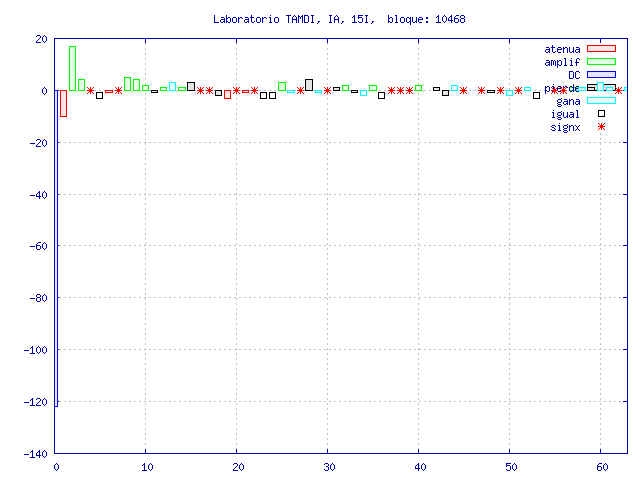 Laboratorio TAMDI, IA, 15I,  bloque: 10468
20
0
-20
-40
-60
-80
-100
-120
-140
atenua
amplif
DC
pierde
gana
igual
signx
0 10 20 30 40 50 60